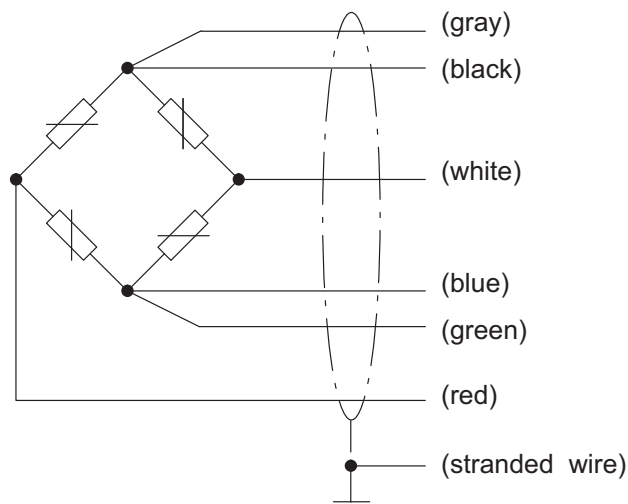 (gray)
(black)
(white)
(blue)
(green)
(red)
(stranded wire)